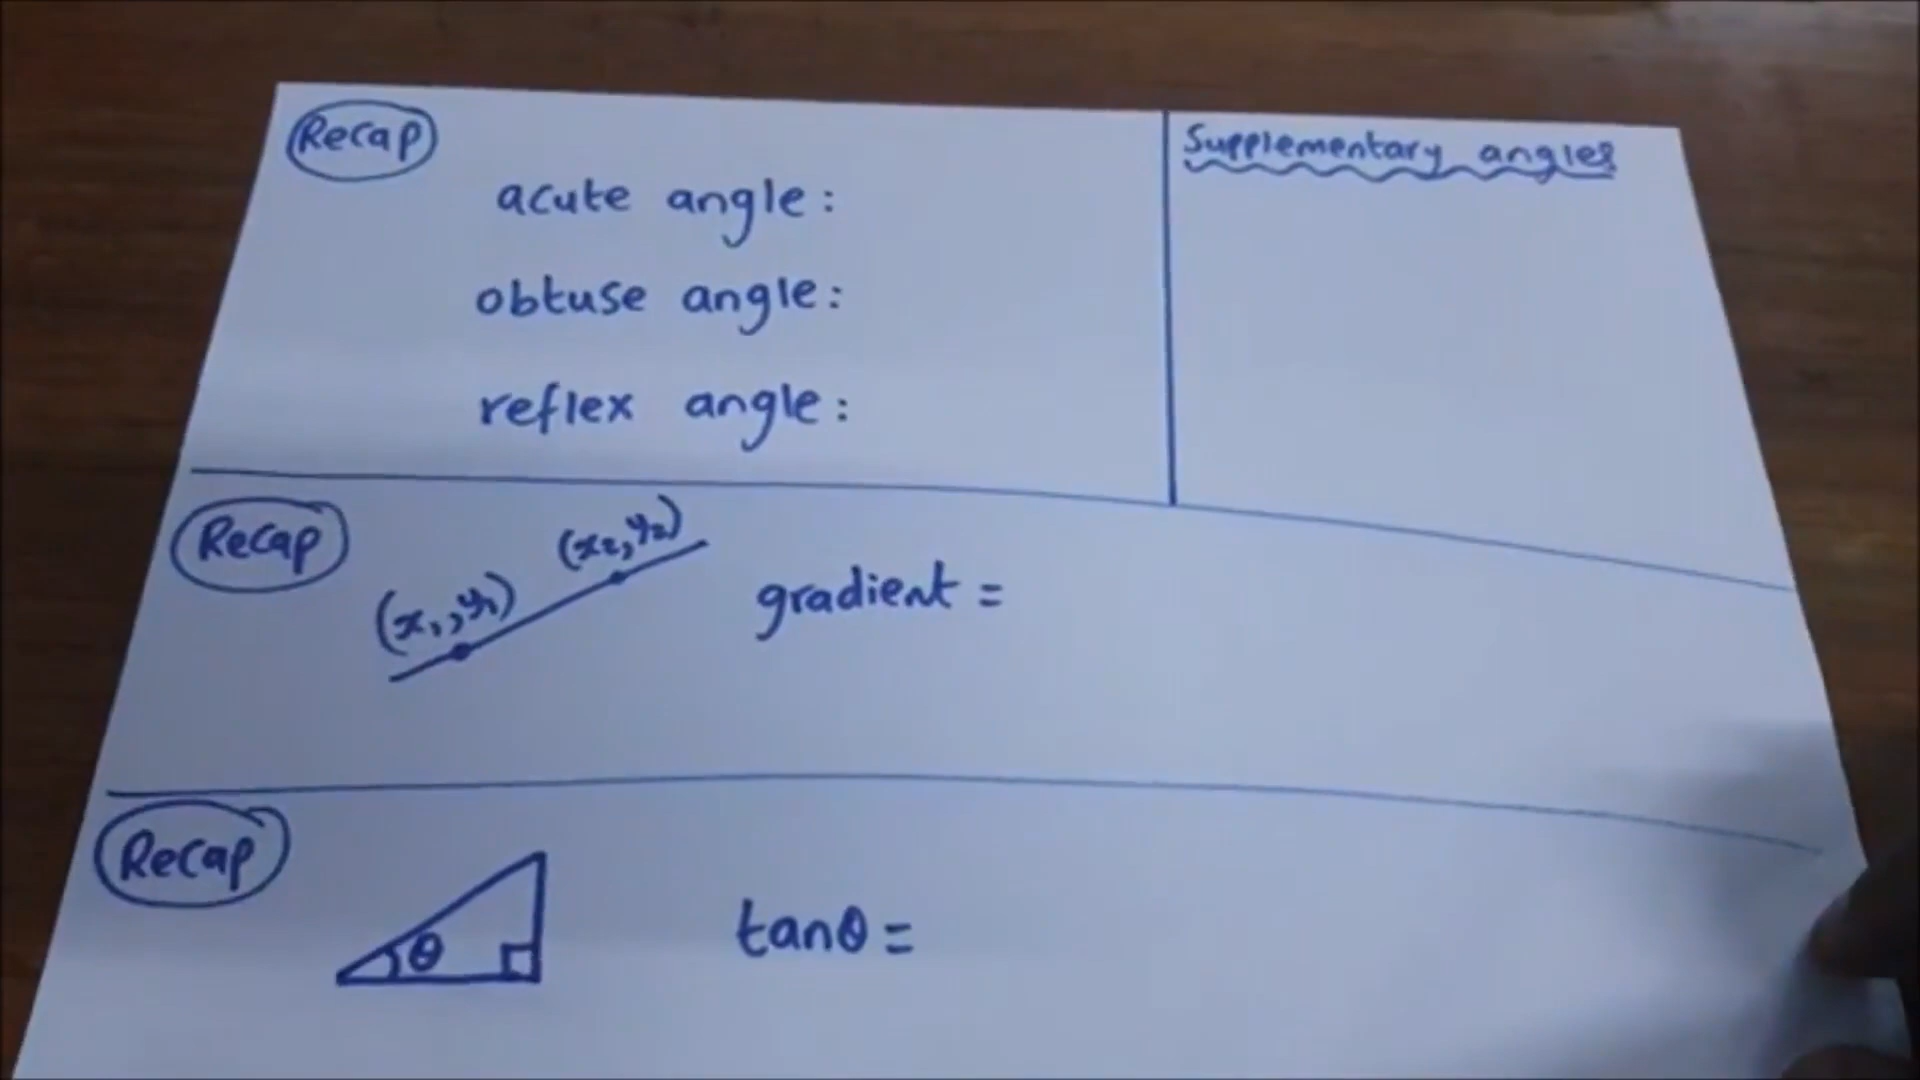 Recap
acute angle:
obtuse angle:
reflex angle:
Supplementary angles
Recap
(x₁, y₁)
(x₂, y₂)
gradient =
Recap
θ
tanθ =